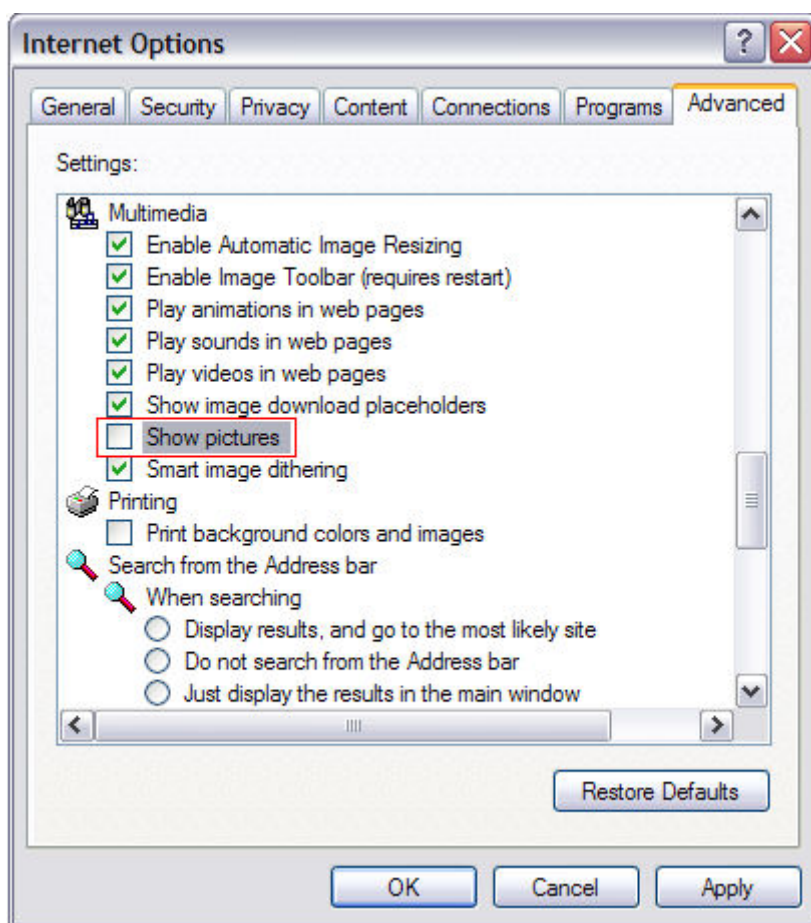 Internet Options
General Security Privacy Content Connections Programs Advanced
Settings:
Multimedia
Enable Automatic Image Resizing
Enable Image Toolbar (requires restart)
Play animations in web pages
Play sounds in web pages
Play videos in web pages
Show image download placeholders
Show pictures
Smart image dithering
Printing
Print background colors and images
Search from the Address bar
When searching
Display results, and go to the most likely site
Do not search from the Address bar
Just display the results in the main window
Restore Defaults
OK Cancel Apply